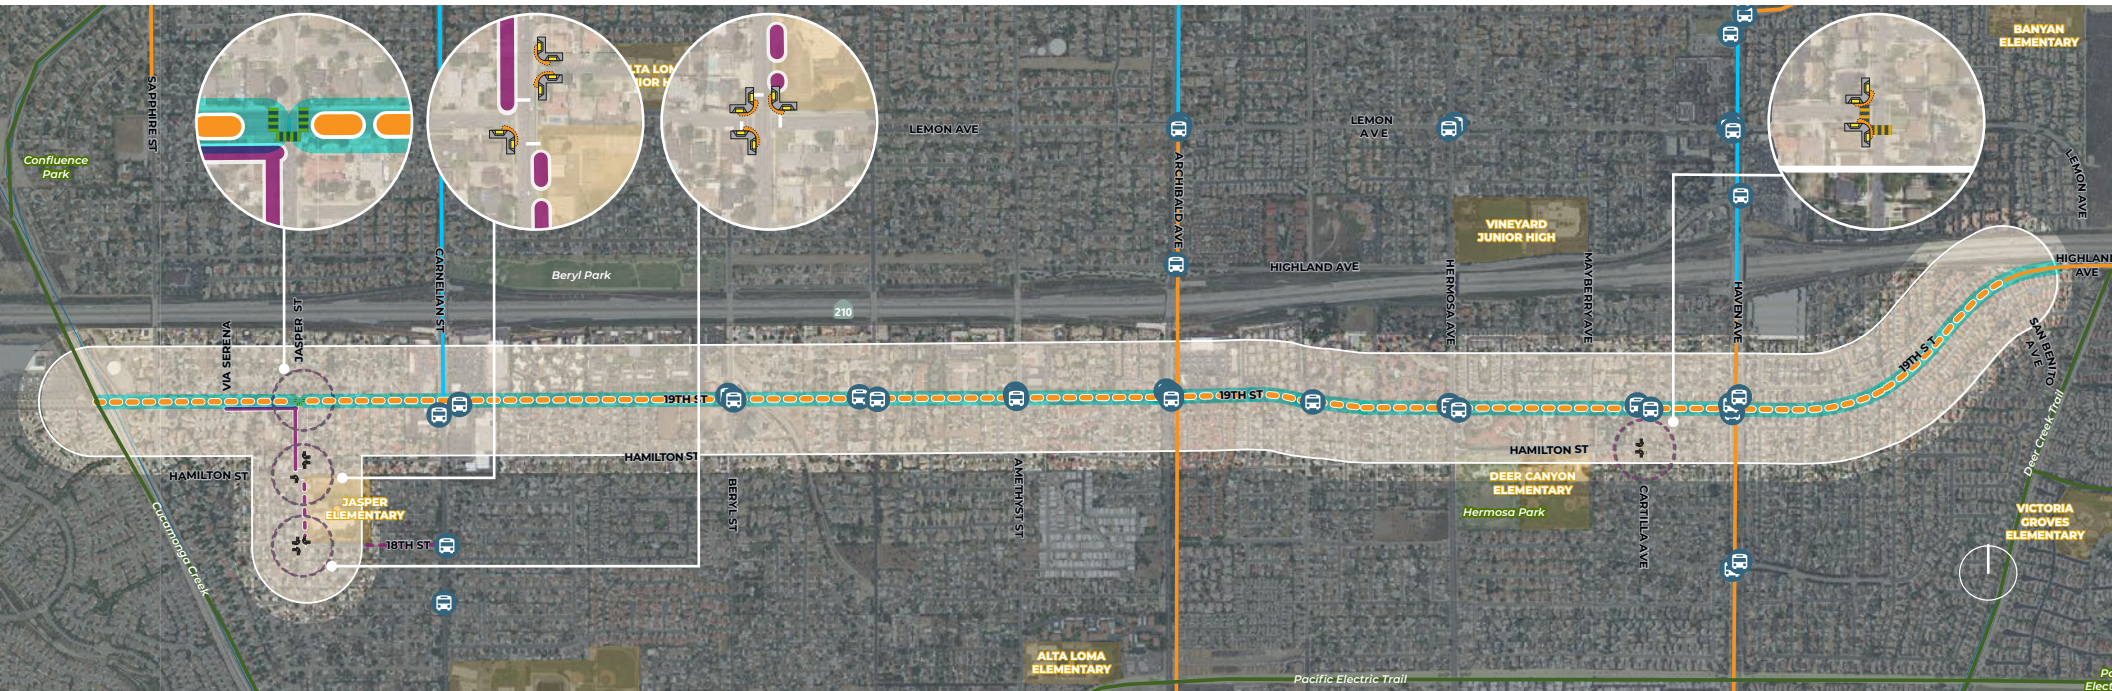 BANYAN
ELEMENTARY
SAPPHIRE ST
LEMON AVE
LEMON
AVE
Confluence
Park
ARCHIBALD AVE
LEMON AVE
VINEYARD
JUNIOR HIGH
CARNELIAN ST
Beryl Park
HIGHLAND AVE
HERMOSA AVE
MAYBERRY AVE
HAVEN AVE
HIGHLAND
AVE
210
VIA SERENA
JASPER ST
SAN BENITO
AVE
19TH ST
19TH ST
19TH ST
HAMILTON ST
HAMILTON ST
HAMILTON ST
Deer Creek Trail
JASPER
ELEMENTARY
BERYL ST
AMETHYST ST
DEER CANYON
ELEMENTARY
Hermosa Park
CARTILLA AVE
VICTORIA
GROVES
ELEMENTARY
Cucamonga Creek
18TH ST
ALTA LOMA
ELEMENTARY
Pacific Electric Trail